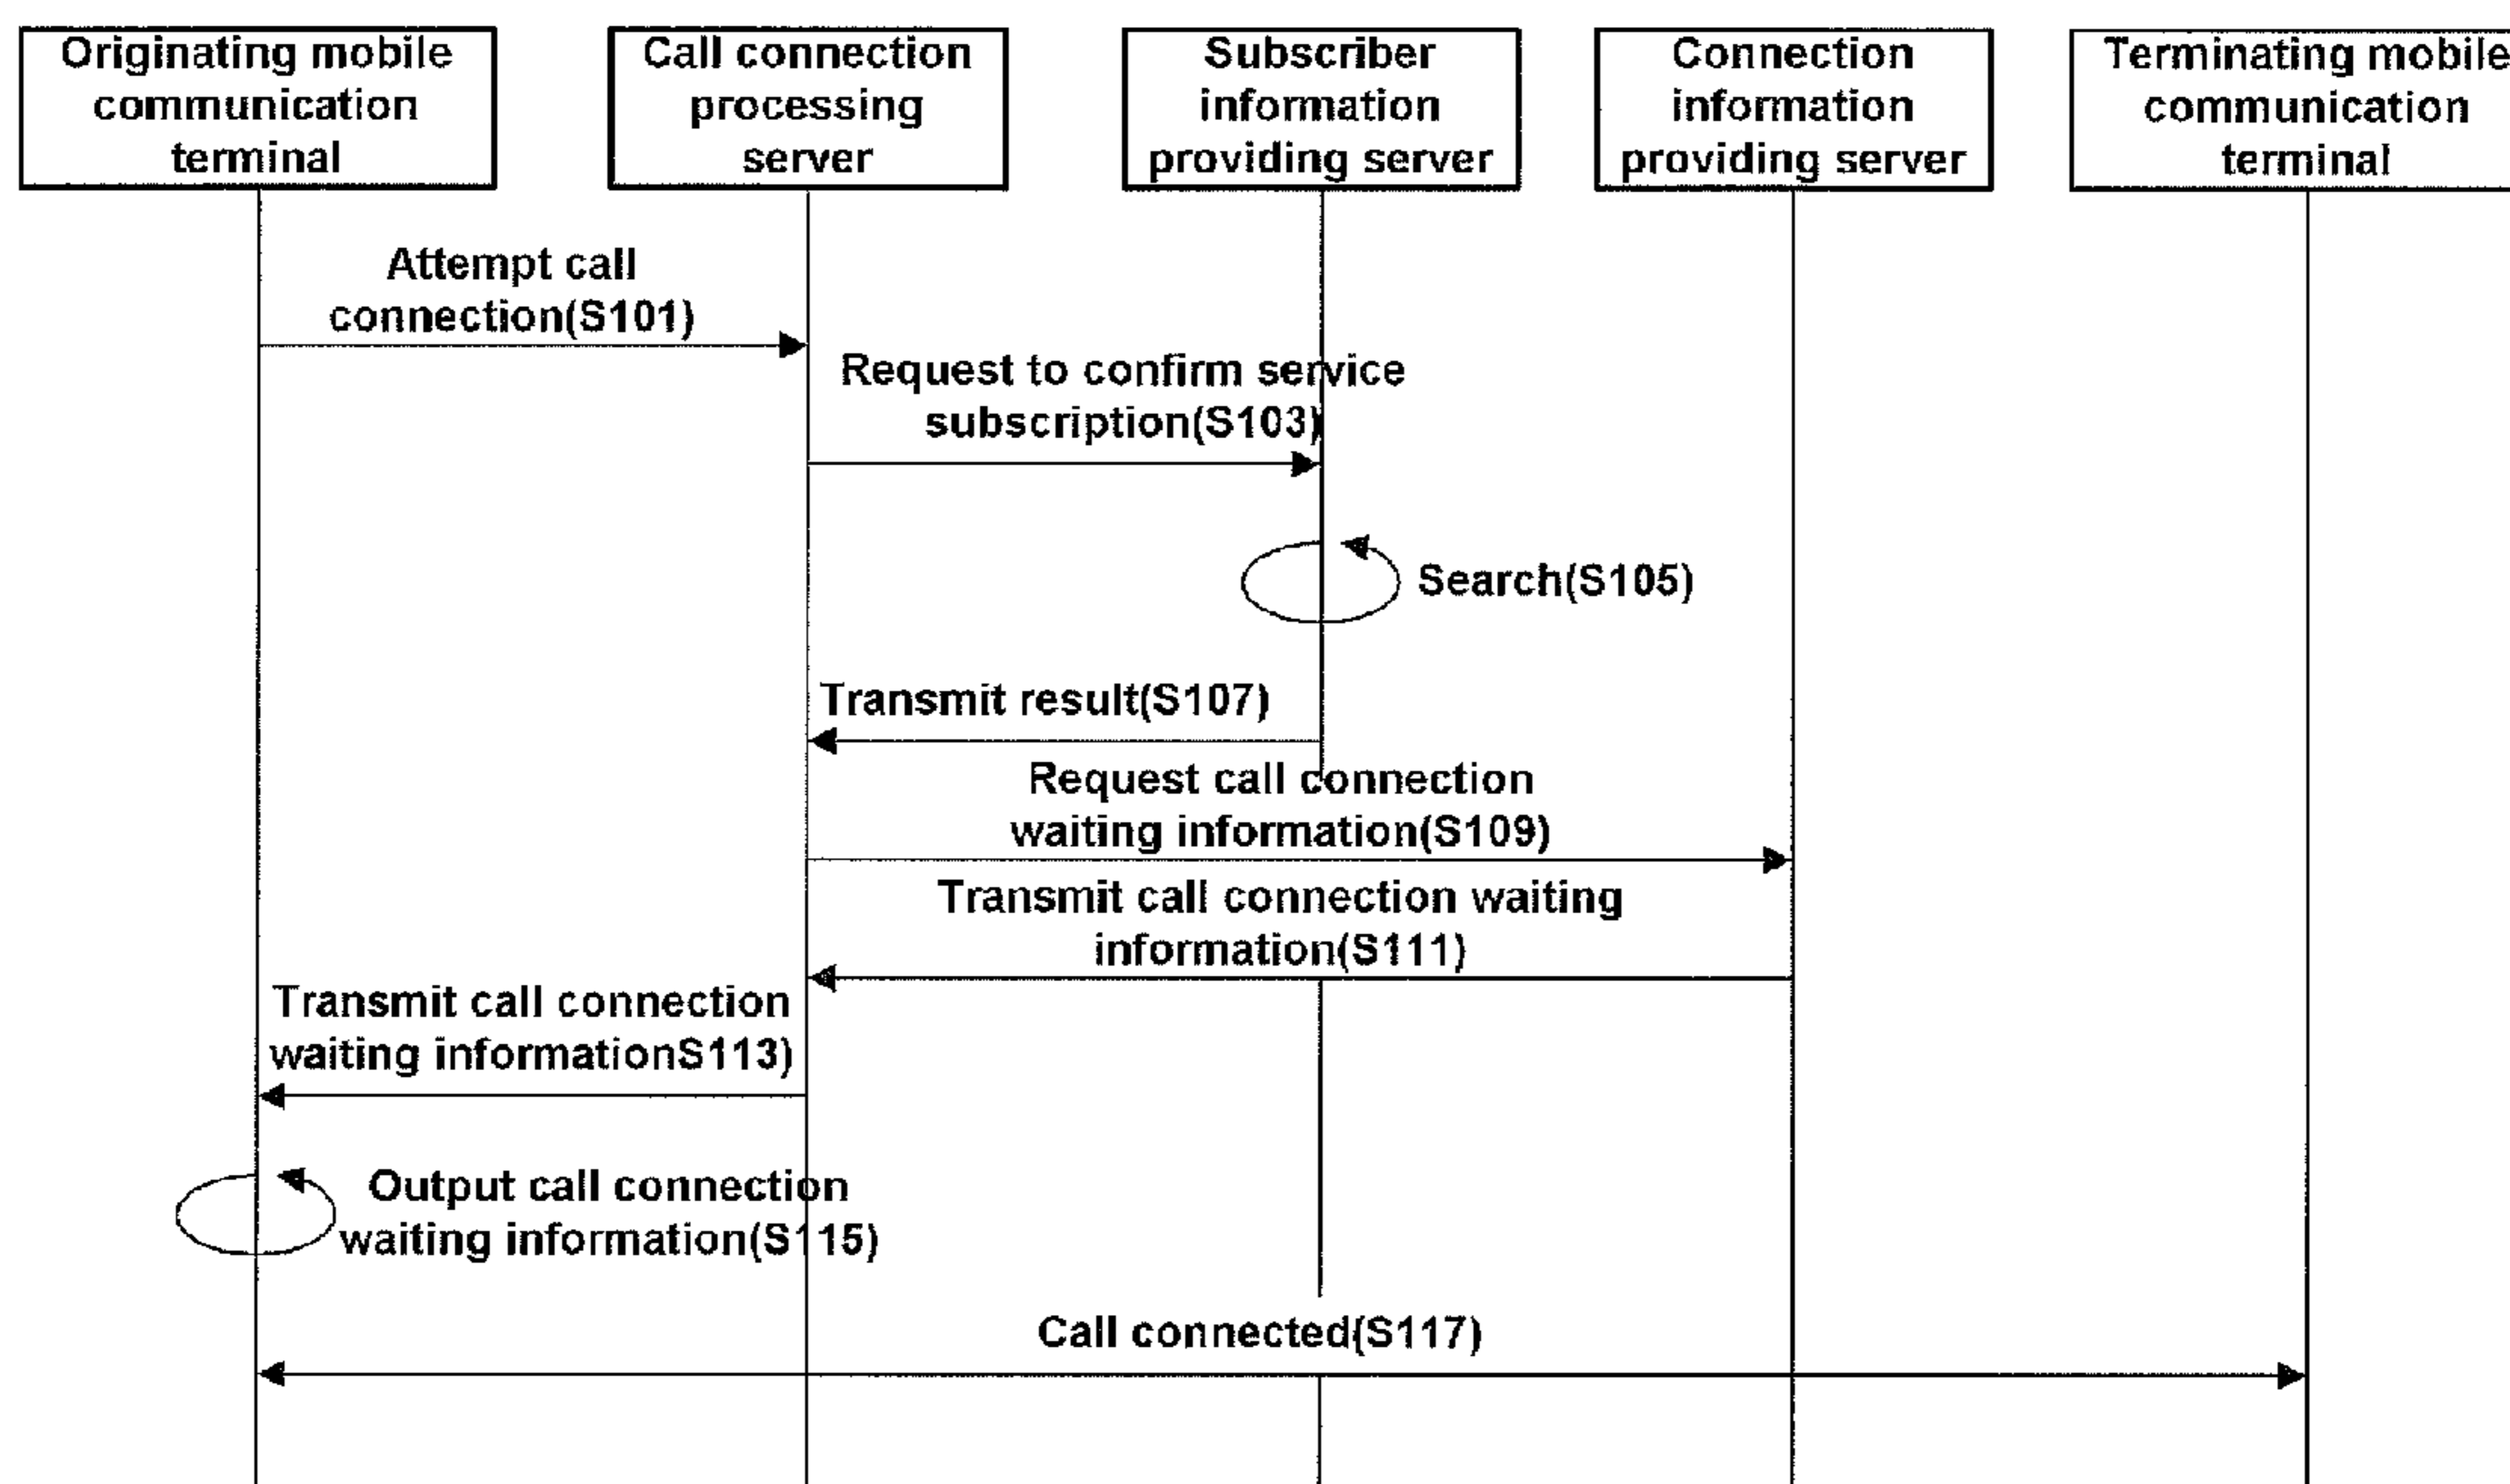 Originating mobile
communication
terminal
Call connection
processing
server
Subscriber
information
providing server
Connection
information
providing server
Terminating mobile
communication
terminal
Attempt call
connection(S101)
Request to confirm service
subscription(S103)
Search(S105)
Transmit result(S107)
Request call connection
waiting information(S109)
Transmit call connection waiting
information(S111)
Transmit call connection
waiting informationS113)
Output call connection
waiting information(S115)
Call connected(S117)